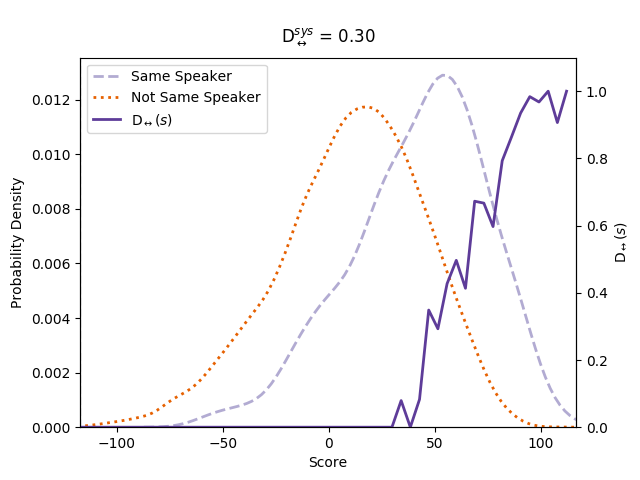 D↔^sys = 0.30
Same Speaker
Not Same Speaker
D↔(s)
Probability Density
0.000
0.002
0.004
0.006
0.008
0.010
0.012
−100
−50
0
50
100
Score
0.0
0.2
0.4
0.6
0.8
1.0
D↔(s)